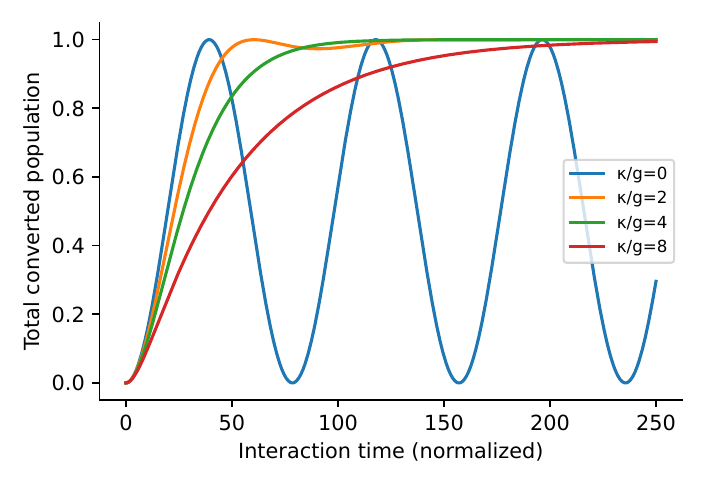 1.0
0.8
0.6
0.4
0.2
0.0
Total converted population
κ/g=0
κ/g=2
κ/g=4
κ/g=8
0 50 100 150 200 250
Interaction time (normalized)